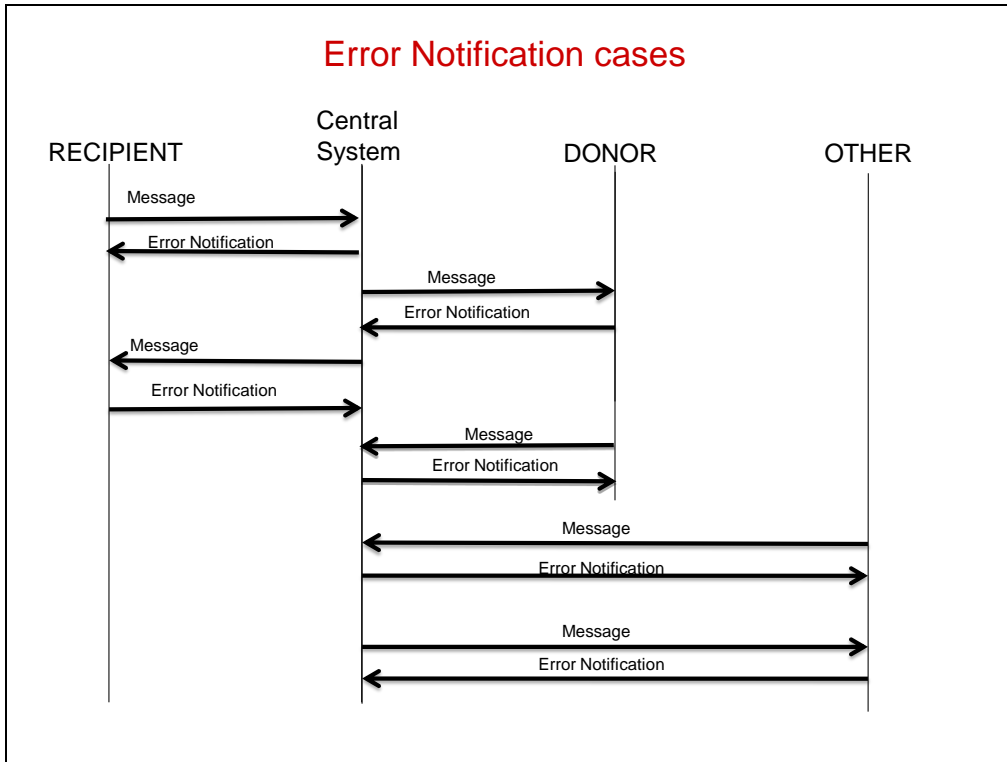 Error Notification cases
Central
System
RECIPIENT
DONOR
OTHER
Message
Error Notification
Message
Error Notification
Message
Error Notification
Message
Error Notification
Message
Error Notification
Message
Error Notification